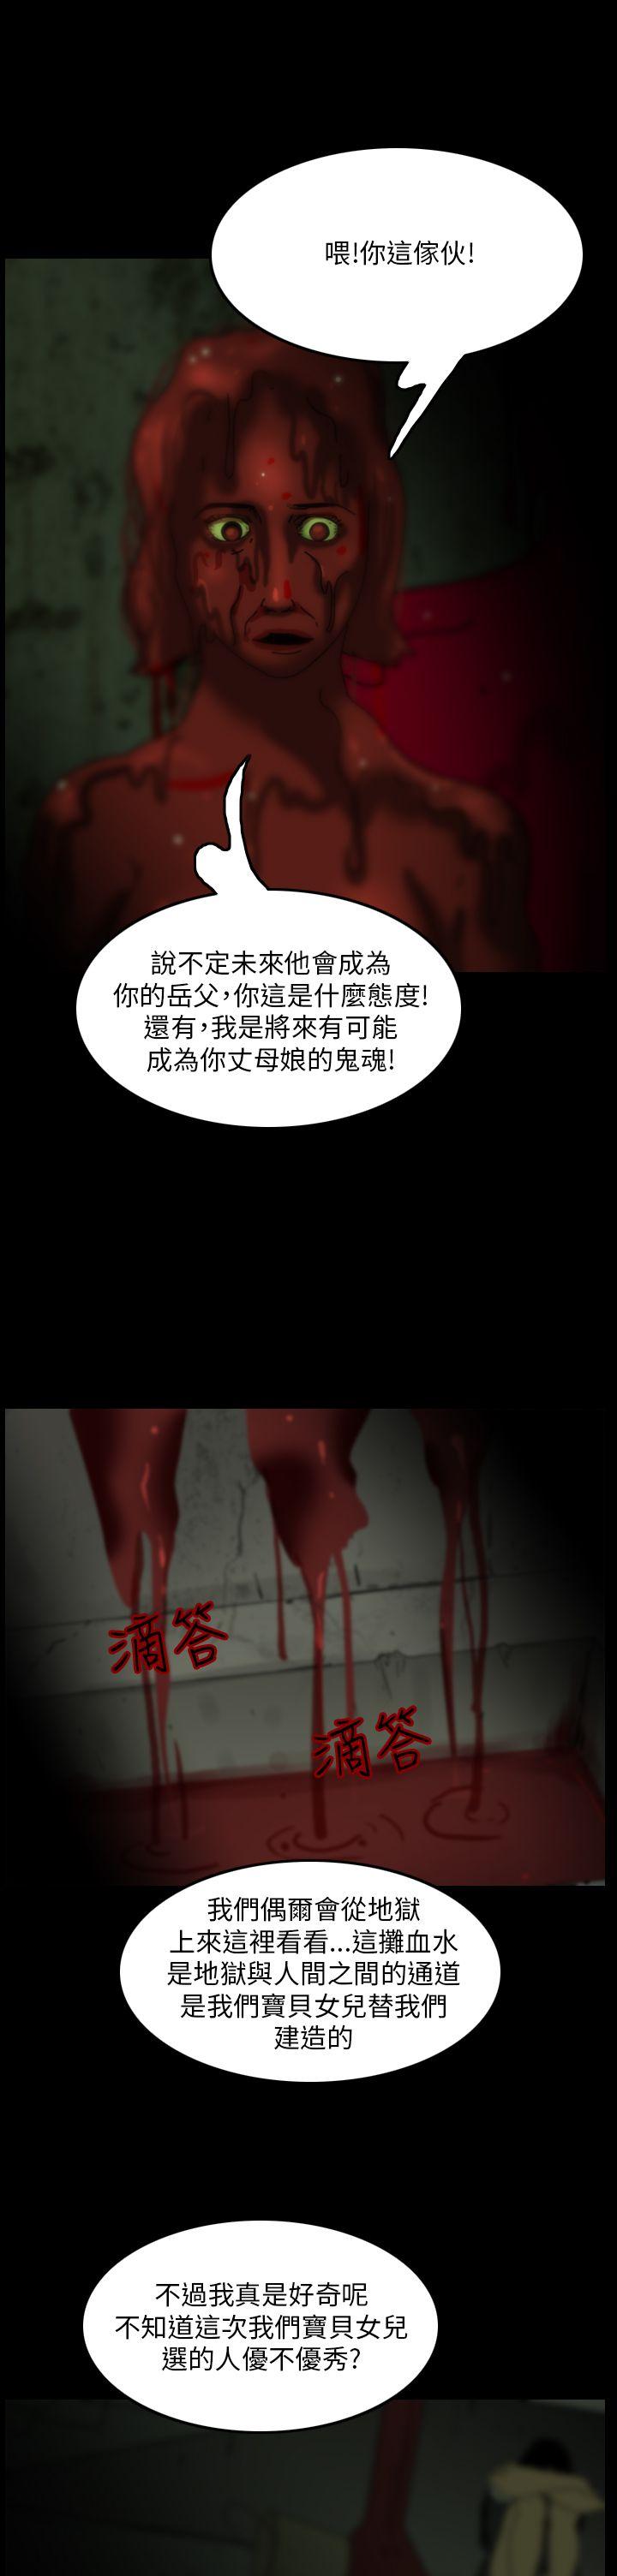 喂!你這傢伙!
說不定未來他會成為
你的岳父,你這是什麼態度!
還有,我是將來有可能
成為你丈母娘的鬼魂!
滴答
滴答
我們偶爾會從地獄
上來這裡看看...這攤血水
是地獄與人間之間的通道
是我們寶貝女兒替我們
建造的
不過我真是好奇呢
不知道這次我們寶貝女兒
選的人優不優秀?